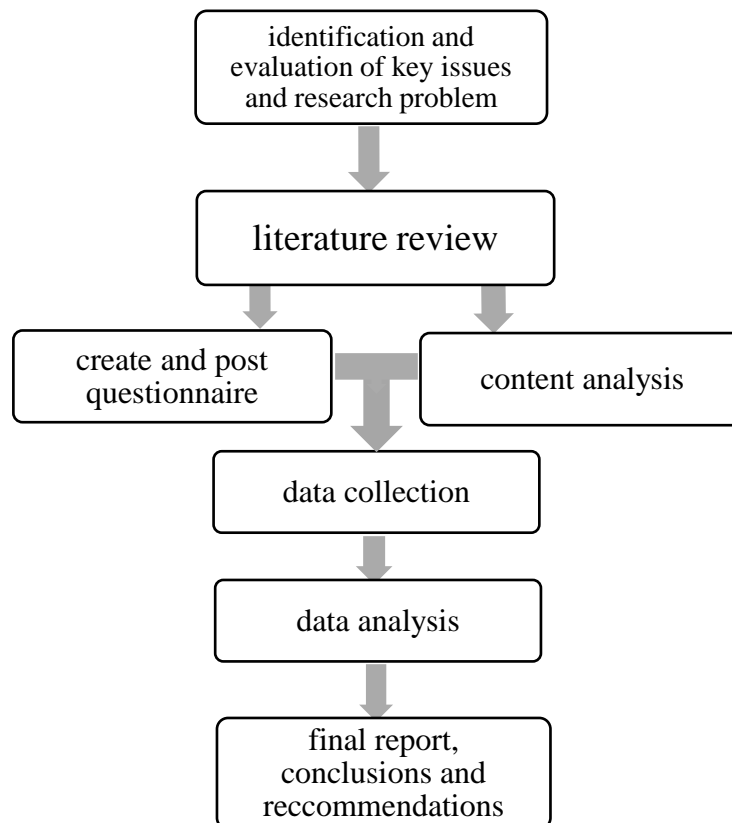 identification and
evaluation of key issues
and research problem
literature review
create and post
questionnaire
content analysis
data collection
data analysis
final report,
conclusions and
reccommendations